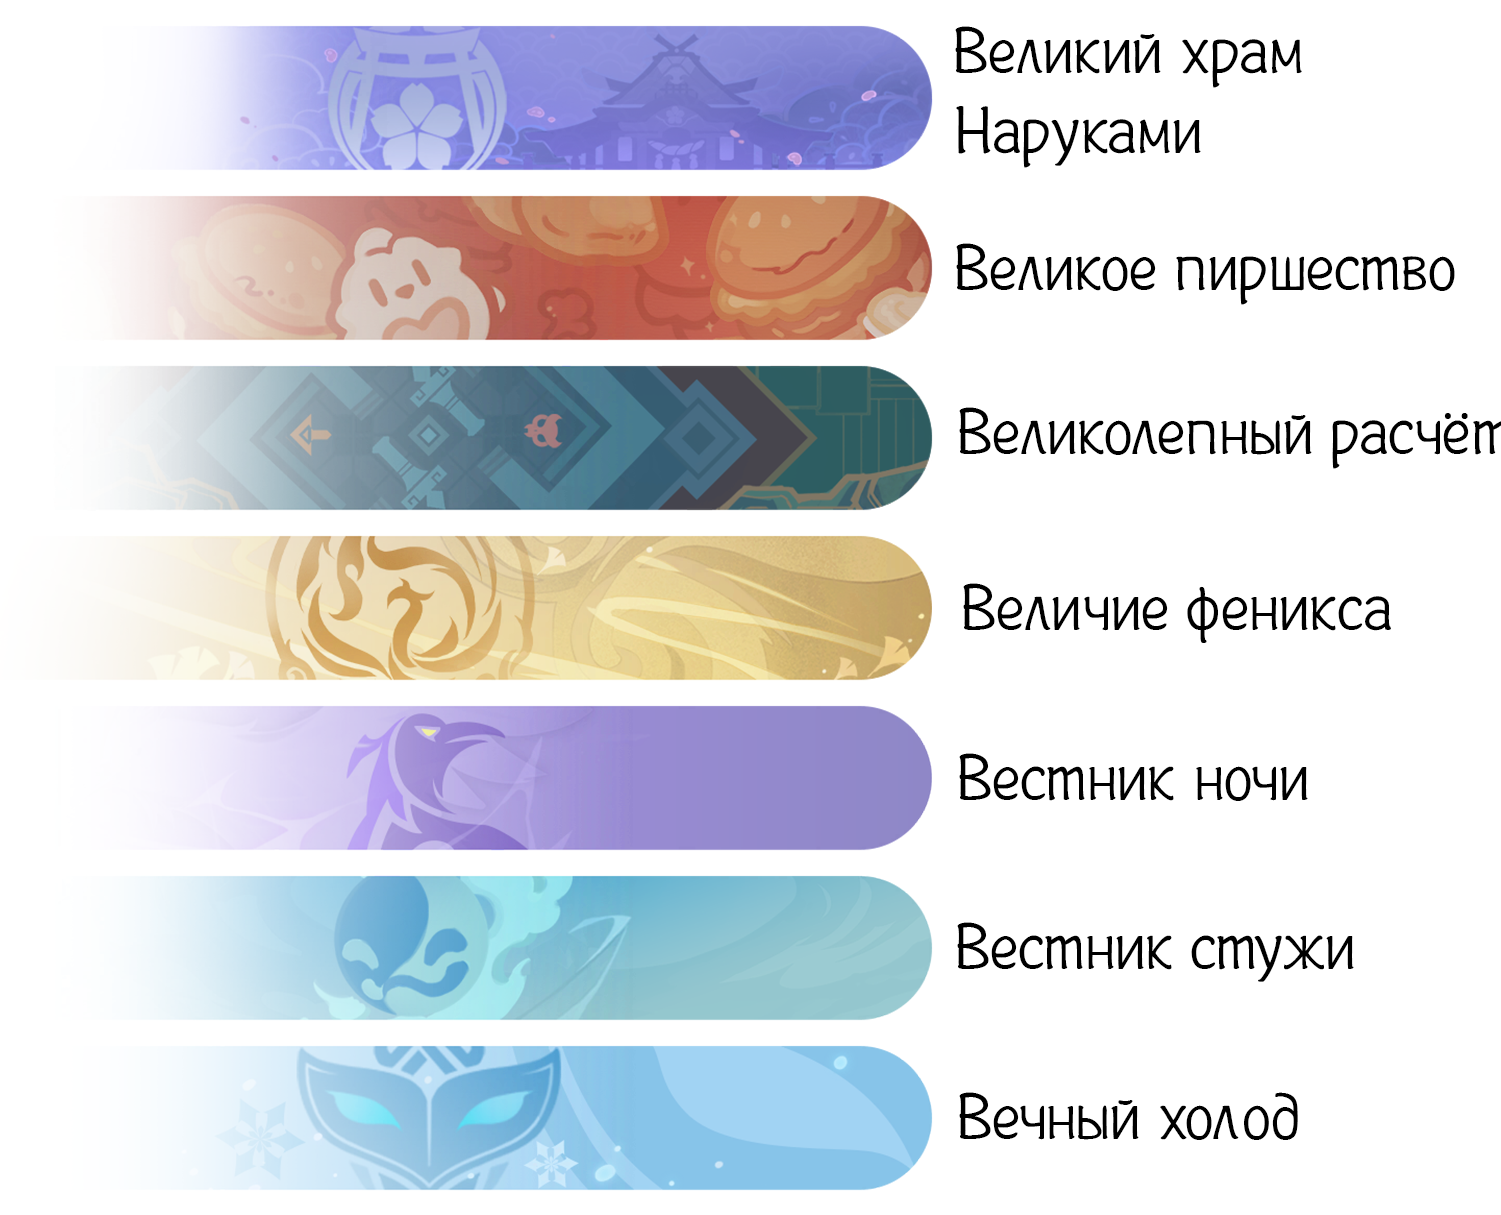 Великий храм
Наруками
Великое пиршество
Великолепный расчёт
Величие феникса
Вестник ночи
Вестник стужи
Вечный холод